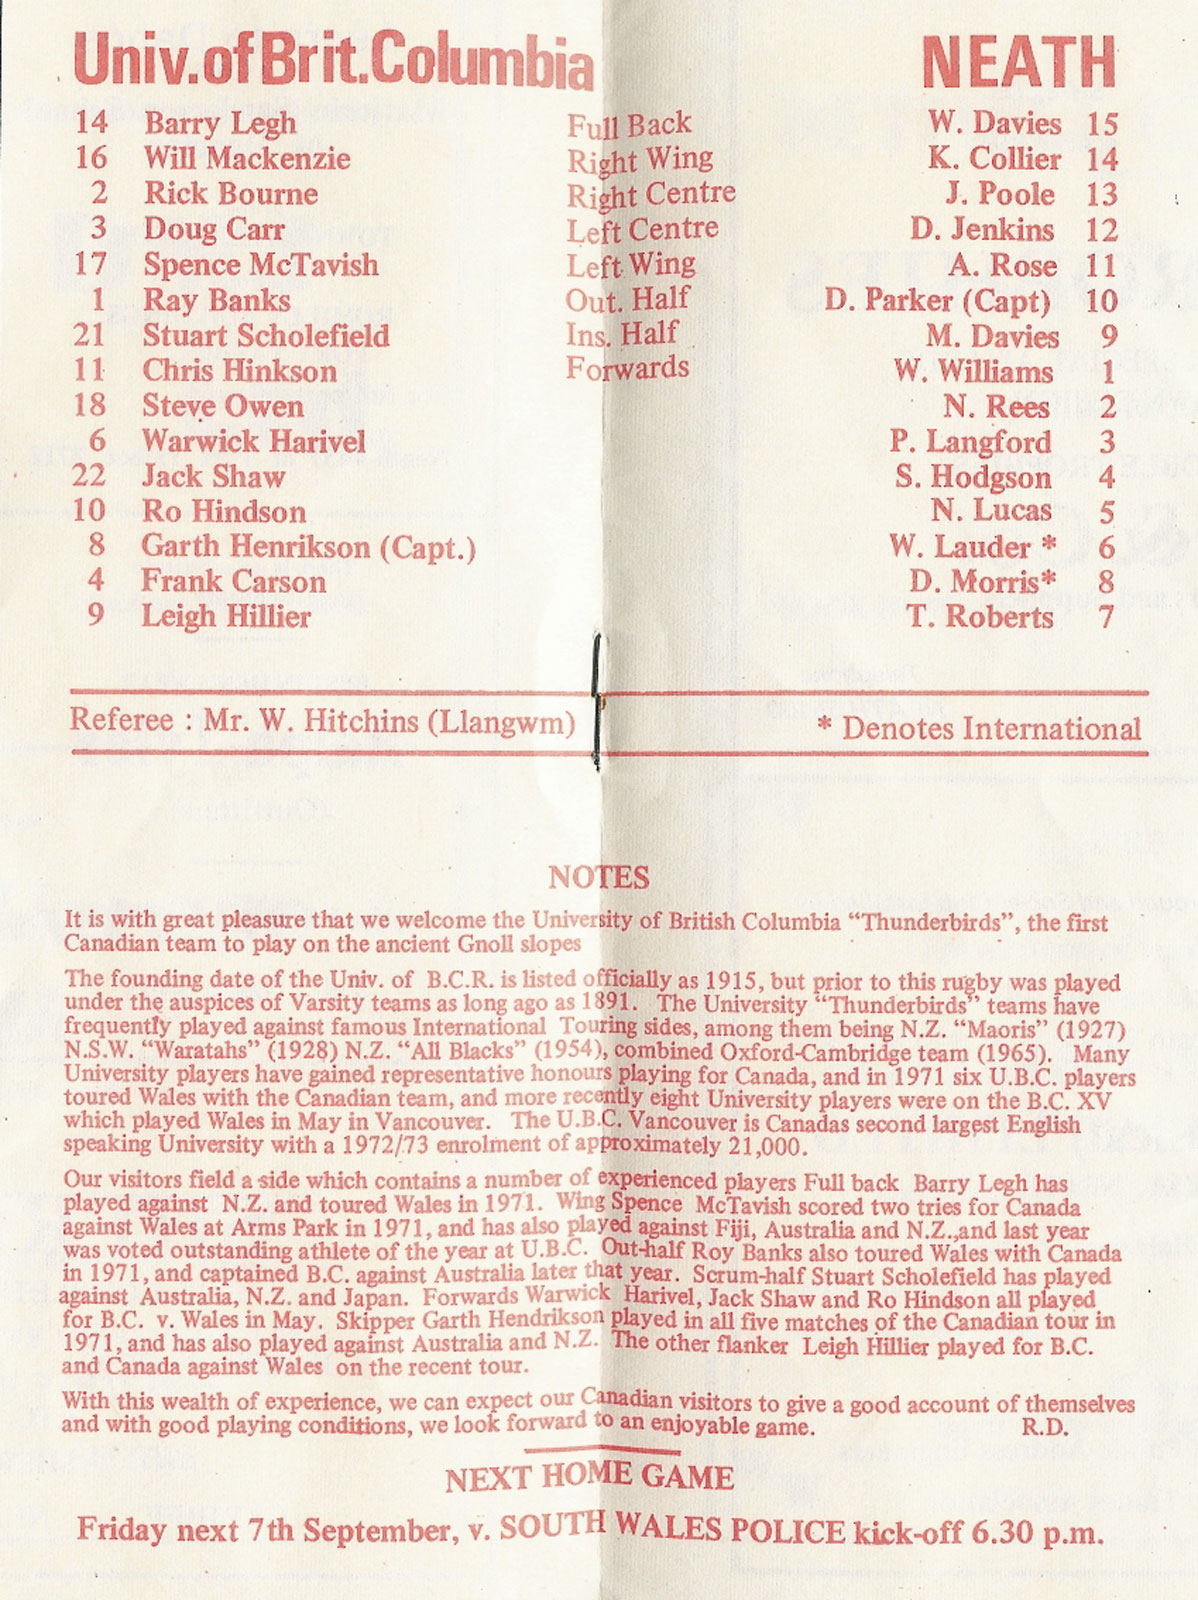 Univ.of Brit.Columbia NEATH
14 Barry Legh Full Back W. Davies 15
16 Will Mackenzie Right Wing K. Collier 14
2 Rick Bourne Right Centre J. Poole 13
3 Doug Carr Left Centre D. Jenkins 12
17 Spence McTavish Left Wing A. Rose 11
1 Ray Banks Out. Half D. Parker (Capt) 10
21 Stuart Scholefield Ins. Half M. Davies 9
11 Chris Hinkson Forwards W. Williams 1
18 Steve Owen N. Rees 2
6 Warwick Harivel P. Langford 3
22 Jack Shaw S. Hodgson 4
10 Ro Hindson N. Lucas 5
8 Garth Henrikson (Capt.) W. Lauder * 6
4 Frank Carson D. Morris* 8
9 Leigh Hillier T. Roberts 7
Referee : Mr. W. Hitchins (Llangwm) * Denotes International
NOTES
It is with great pleasure that we welcome the University of British Columbia “Thunderbirds”, the first
Canadian team to play on the ancient Gnoll slopes
The founding date of the Univ. of B.C.R. is listed officially as 1915, but prior to this rugby was played
under the auspices of Varsity teams as long ago as 1891. The University “Thunderbirds” teams have
frequently played against famous International Touring sides, among them being N.Z. “Maoris” (1927)
N.S.W. “Waratahs” (1928) N.Z. “All Blacks” (1954), combined Oxford-Cambridge team (1965). Many
University players have gained representative honours playing for Canada, and in 1971 six U.B.C. players
toured Wales with the Canadian team, and more recently eight University players were on the B.C. XV
which played Wales in May in Vancouver. The U.B.C. Vancouver is Canadas second largest English
speaking University with a 1972/73 enrolment of approximately 21,000.
Our visitors field a side which contains a number of experienced players Full back Barry Legh has
played against N.Z. and toured Wales in 1971. Wing Spence McTavish scored two tries for Canada
against Wales at Arms Park in 1971, and has also played against Fiji, Australia and N.Z.,and last year
was voted outstanding athlete of the year at U.B.C. Out-half Roy Banks also toured Wales with Canada
in 1971, and captained B.C. against Australia later that year. Scrum-half Stuart Scholefield has played
against Australia, N.Z. and Japan. Forwards Warwick Harivel, Jack Shaw and Ro Hindson all played
for B.C. v. Wales in May. Skipper Garth Hendrikson played in all five matches of the Canadian tour in
1971, and has also played against Australia and N.Z. The other flanker Leigh Hillier played for B.C.
and Canada against Wales on the recent tour.
With this wealth of experience, we can expect our Canadian visitors to give a good account of themselves
and with good playing conditions, we look forward to an enjoyable game. R.D.
NEXT HOME GAME
Friday next 7th September, v. SOUTH WALES POLICE kick-off 6.30 p.m.